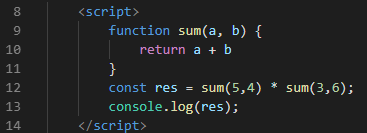 8 <script>
9 function sum(a, b) {
10 return a + b
11 }
12 const res = sum(5,4) * sum(3,6);
13 console.log(res);
14 </script>